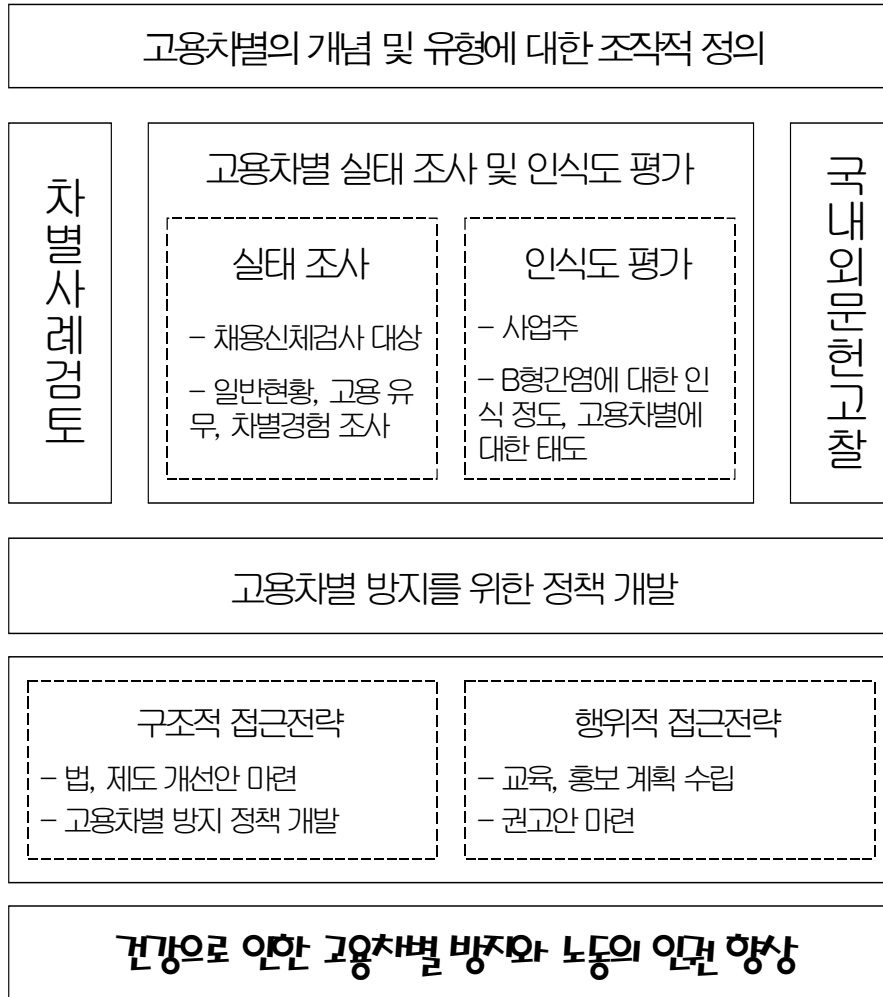 고용차별의 개념 및 유형에 대한 조작적 정의
차별사례검토
고용차별 실태 조사 및 인식도 평가
실태 조사
– 채용신체검사 대상
– 일반현황, 고용 유
무, 차별경험 조사
인식도 평가
– 사업주
– B형간염에 대한 인
식 정도, 고용차별에
대한 태도
국내외문헌고찰
고용차별 방지를 위한 정책 개발
구조적 접근전략
– 법, 제도 개선안 마련
– 고용차별 방지 정책 개발
행위적 접근전략
– 교육, 홍보 계획 수립
– 권고안 마련
건강으로 인한 고용차별 방지와 노동의 인권 향상